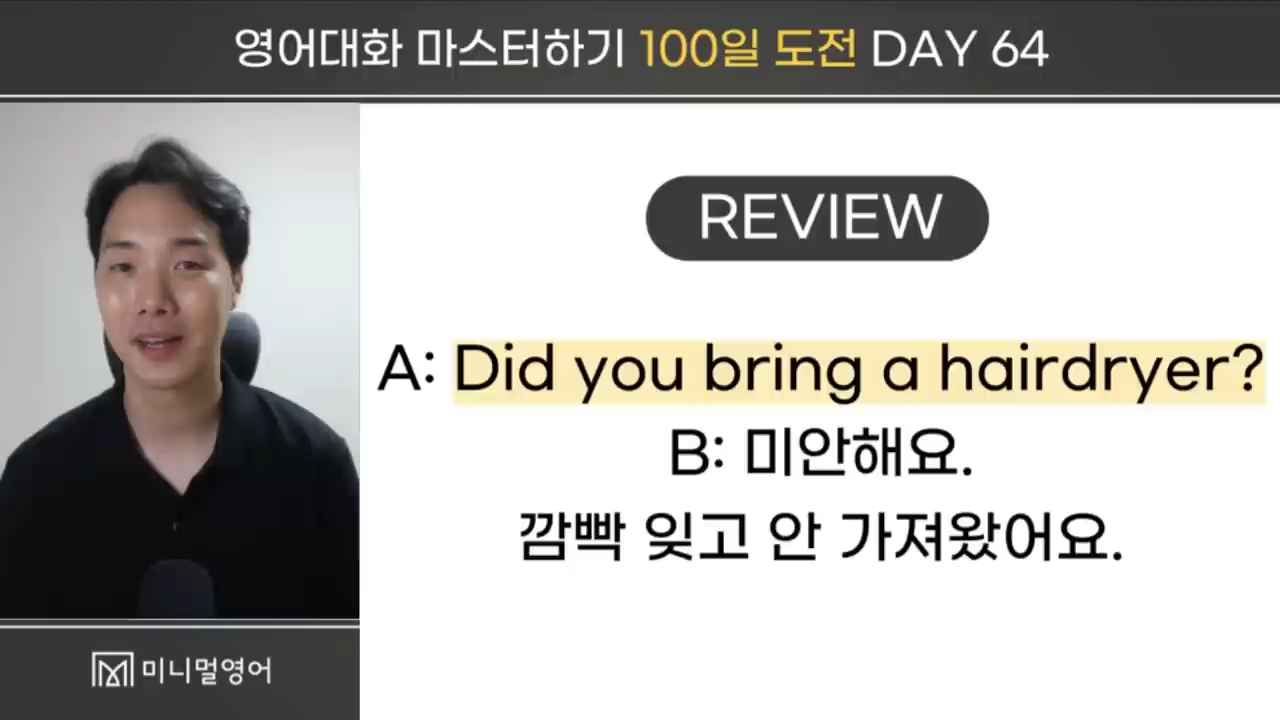 영어대화 마스터하기 100일 도전 DAY 64
REVIEW
A: Did you bring a hairdryer?
B: 미안해요.
깜빡 잊고 안 가져왔어요.
미니멀영어